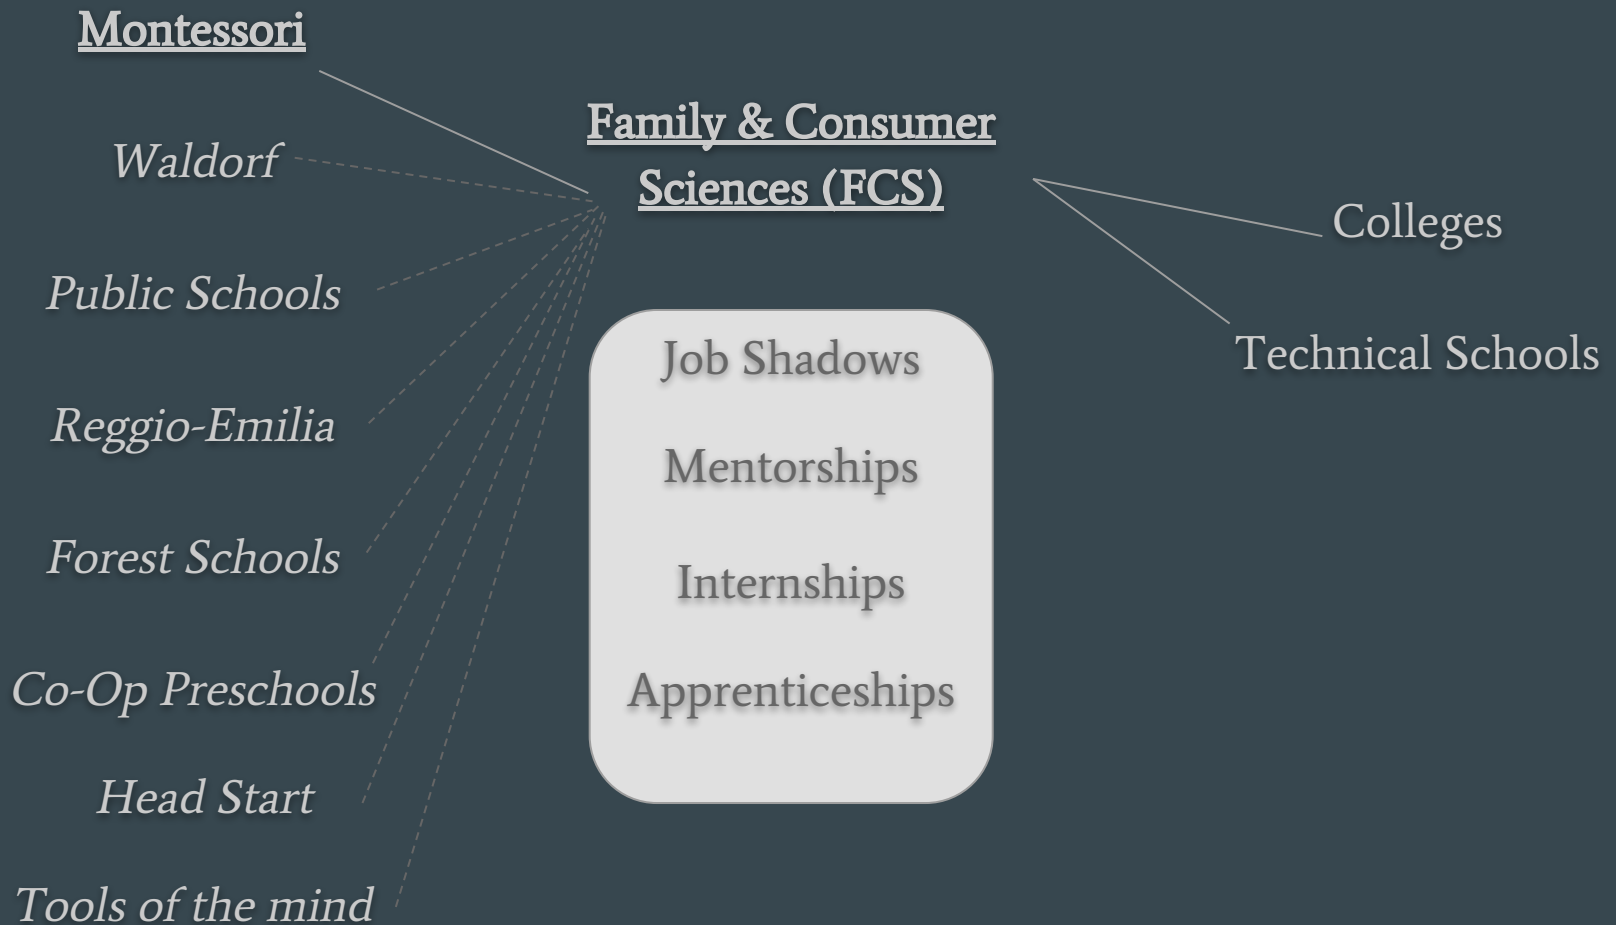 Montessori
Waldorf
Public Schools
Reggio-Emilia
Forest Schools
Co-Op Preschools
Head Start
Tools of the mind
Family & Consumer
Sciences (FCS)
Job Shadows
Mentorships
Internships
Apprenticeships
Colleges
Technical Schools